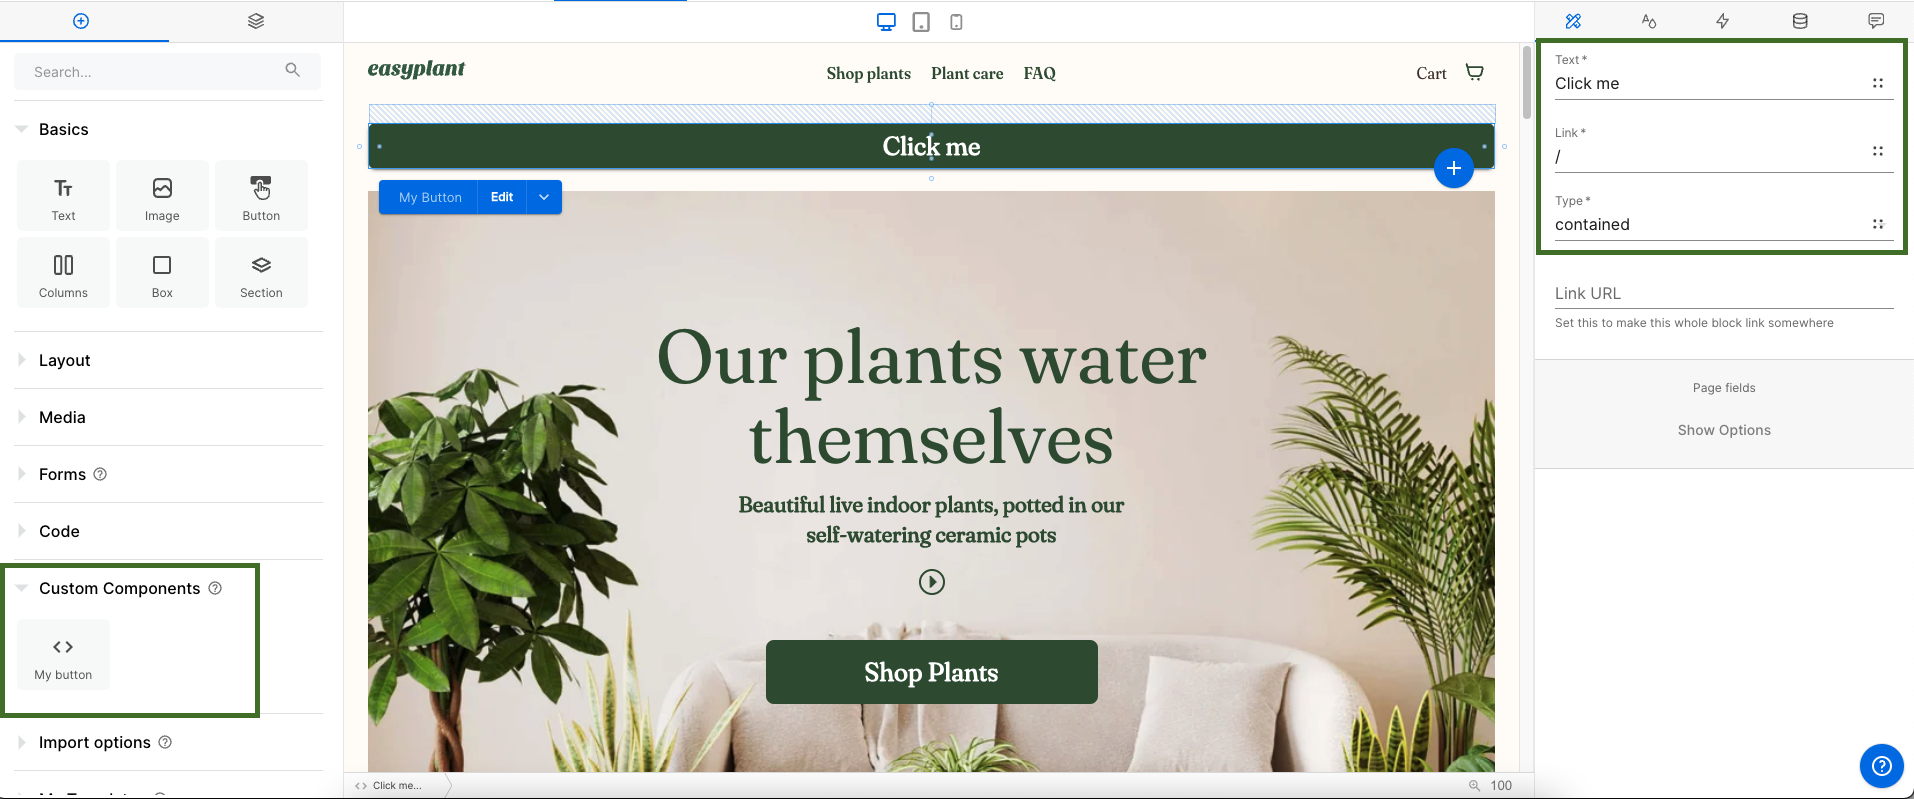 Search...
Basics
Text
Image
Button
Columns
Box
Section
Layout
Media
Forms
Code
Custom Components
My button
Import options
easyplant
Shop plants Plant care FAQ
Cart
Click me
My Button Edit
Our plants water
themselves
Beautiful live indoor plants, potted in our
self-watering ceramic pots
Shop Plants
Click me...
100
Text *
Click me
Link *
/
Type *
contained
Link URL
Set this to make this whole block link somewhere
Page fields
Show Options